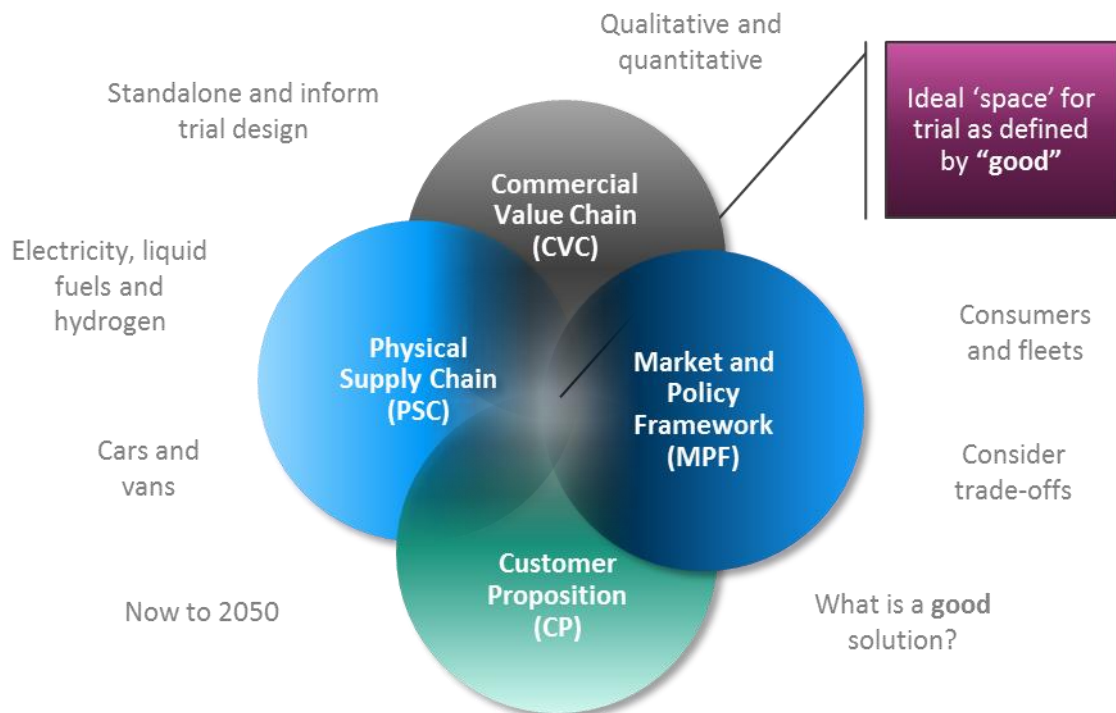 Qualitative and
quantitative
Standalone and inform
trial design
Ideal ‘space’ for
trial as defined
by “good”
Commercial
Value Chain
(CVC)
Electricity, liquid
fuels and
hydrogen
Physical
Supply Chain
(PSC)
Market and
Policy
Framework
(MPF)
Consumers
and fleets
Cars and
vans
Consider
trade-offs
Customer
Proposition
(CP)
Now to 2050
What is a good
solution?